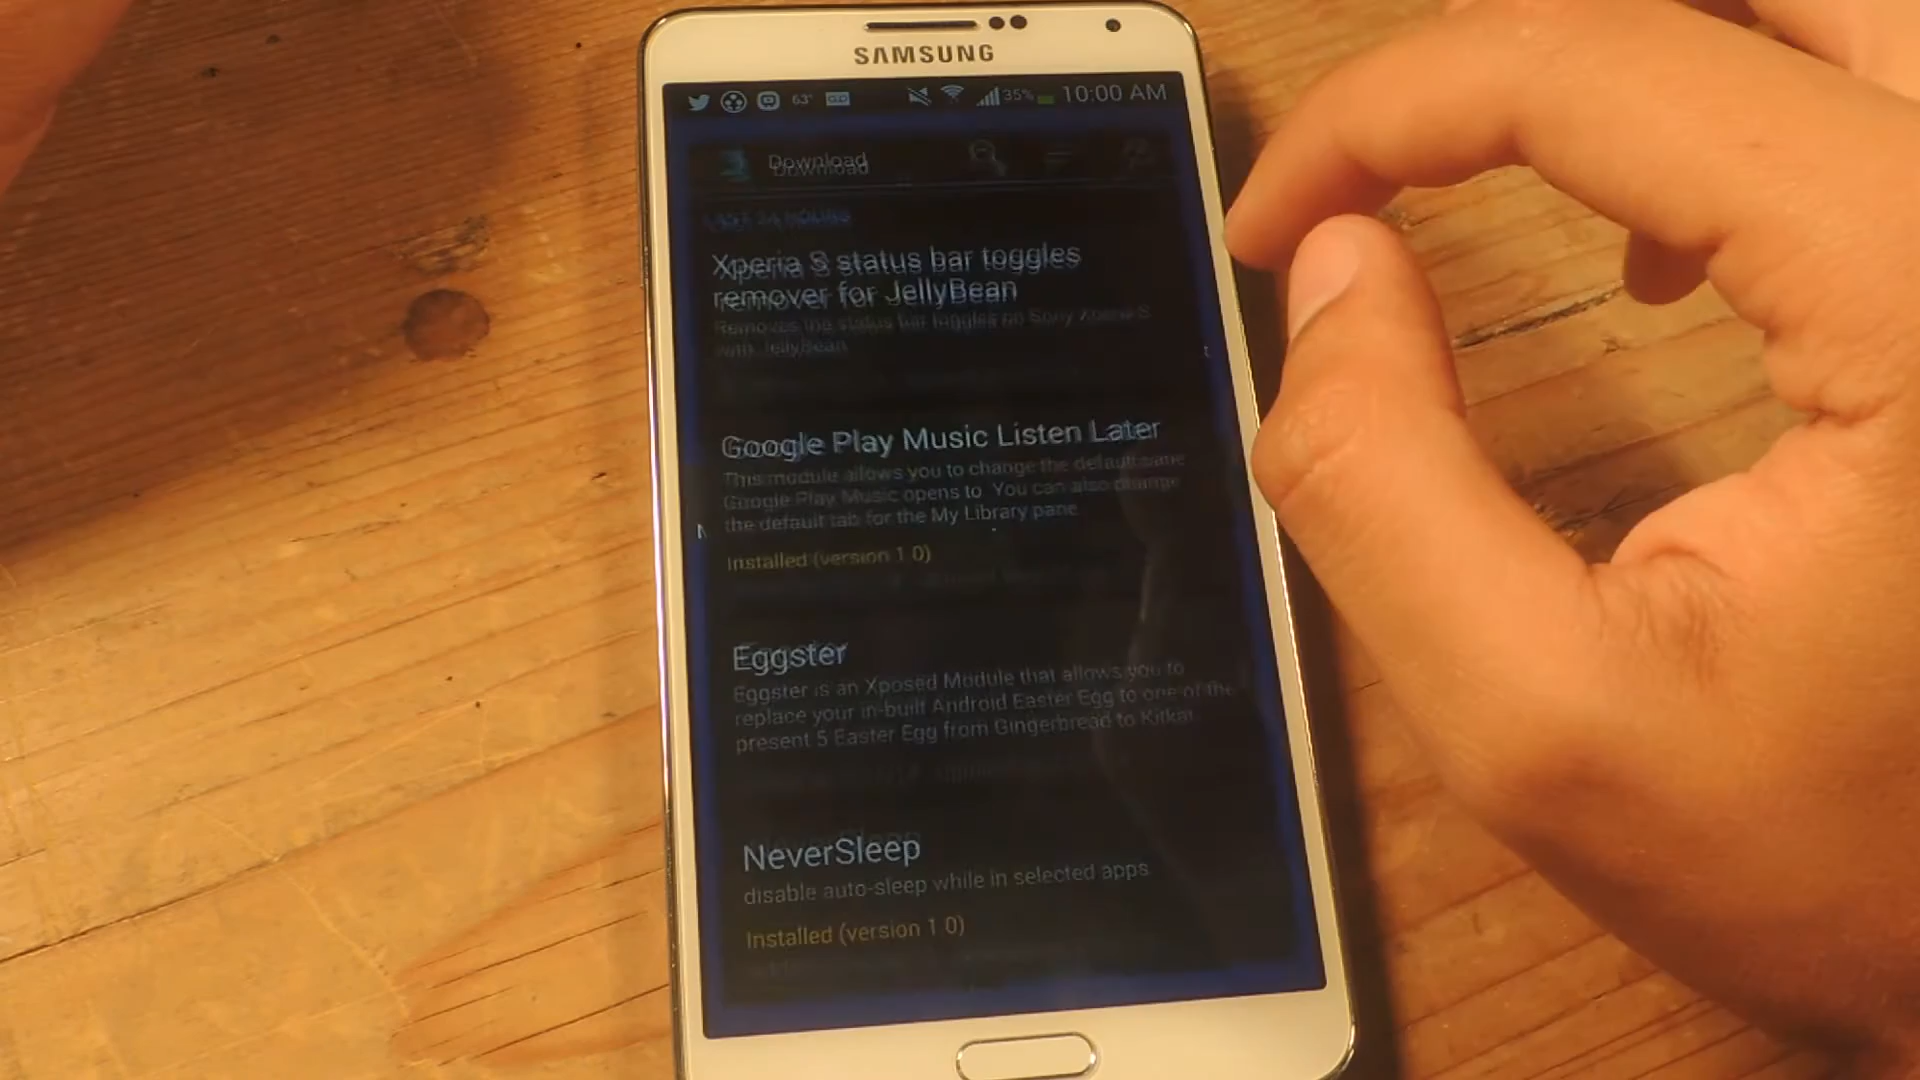 SAMSUNG
63° 35% 10:00 AM
Download
LAST 24 HOURS
Xperia S status bar toggles
remover for JellyBean
Removes the status bar toggles on Sony Xperia S
with JellyBean
Google Play Music Listen Later
This module allows you to change the default pane
Google Play Music opens to. You can also change
the default tab for the My Library pane
Installed (version 1.0)
Eggster
Eggster is an Xposed Module that allows you to
replace your in-built Android Easter Egg to one of the
present 5 Easter Egg from Gingerbread to Kitkat
NeverSleep
disable auto-sleep while in selected apps
Installed (version 1.0)